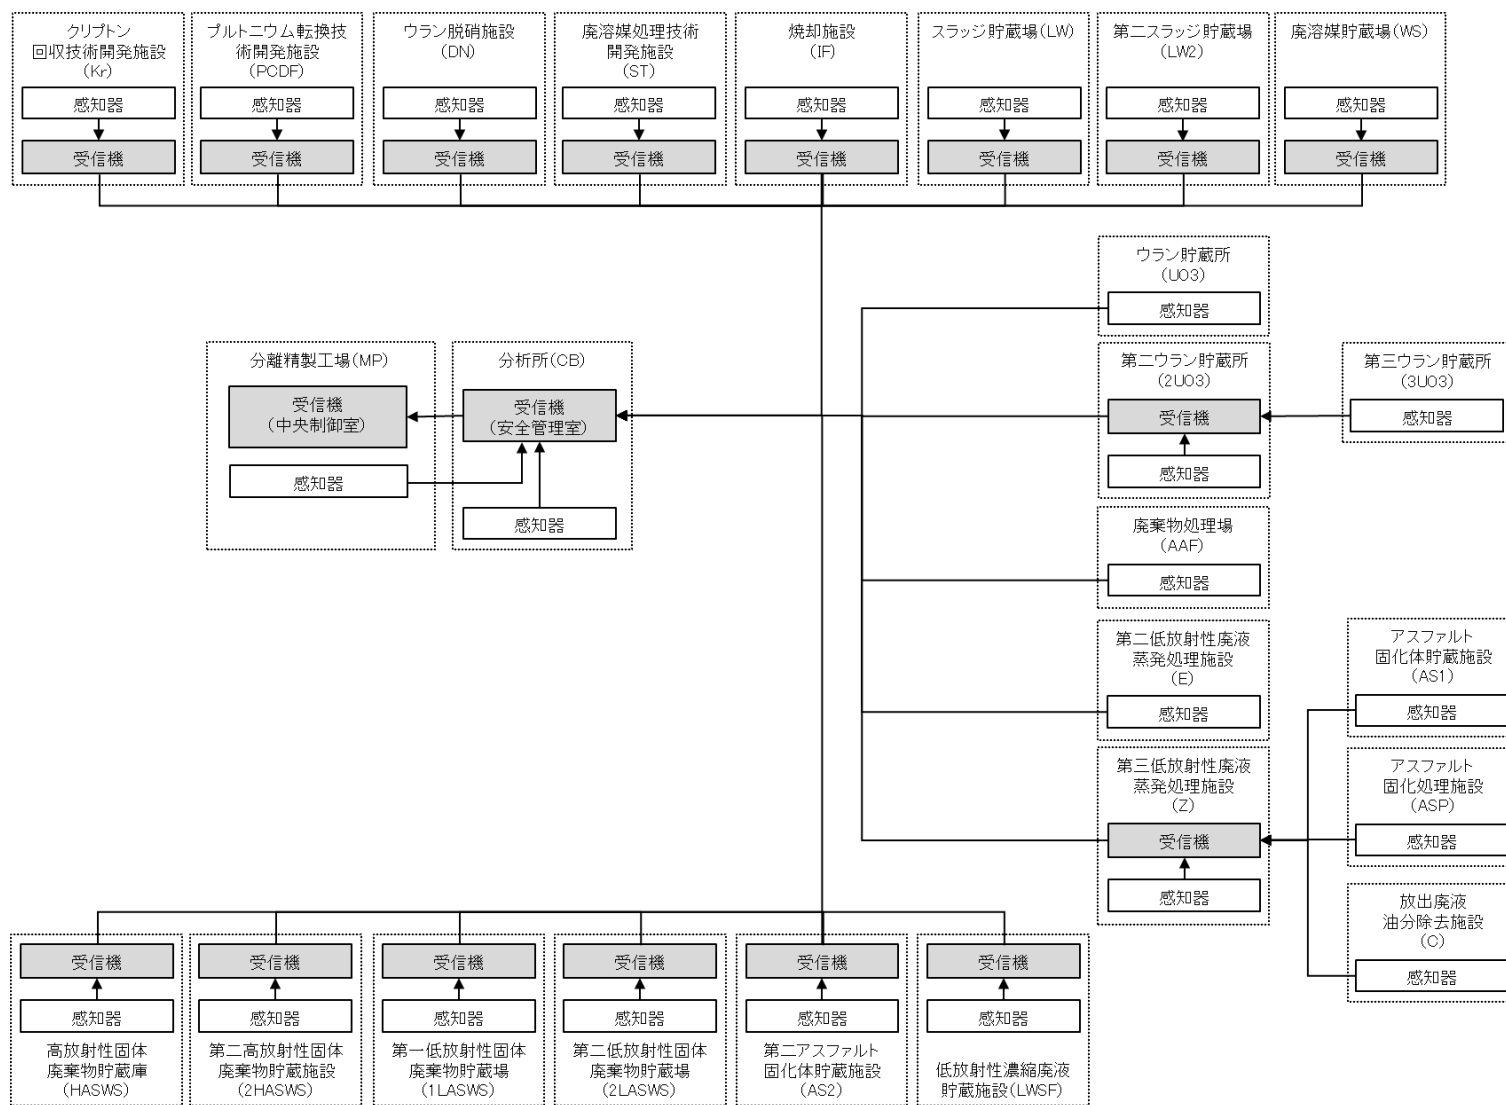 クリプトン
回収技術開発施設
(Kr)
感知器
受信機
プルトニウム転換技
術開発施設
(PCDF)
感知器
受信機
ウラン脱硝施設
(DN)
感知器
受信機
廃溶媒処理技術
開発施設
(ST)
感知器
受信機
焼却施設
(IF)
感知器
受信機
スラッジ貯蔵場(LW)
感知器
受信機
第二スラッジ貯蔵場
(LW2)
感知器
受信機
廃溶媒貯蔵場(WS)
感知器
受信機
ウラン貯蔵所
(UO3)
感知器
分離精製工場(MP)
受信機
(中央制御室)
感知器
分析所(CB)
受信機
(安全管理室)
感知器
第二ウラン貯蔵所
(2UO3)
受信機
感知器
第三ウラン貯蔵所
(3UO3)
感知器
廃棄物処理場
(AAF)
感知器
第二低放射性廃液
蒸発処理施設
(E)
感知器
アスファルト
固化体貯蔵施設
(AS1)
感知器
第三低放射性廃液
蒸発処理施設
(Z)
受信機
感知器
アスファルト
固化処理施設
(ASP)
感知器
放出廃液
油分除去施設
(C)
感知器
受信機
感知器
高放射性固体
廃棄物貯蔵庫
(HASWS)
受信機
感知器
第二高放射性固体
廃棄物貯蔵施設
(2HASWS)
受信機
感知器
第一低放射性固体
廃棄物貯蔵場
(1LASWS)
受信機
感知器
第二低放射性固体
廃棄物貯蔵場
(2LASWS)
受信機
感知器
第二アスファルト
固化体貯蔵施設
(AS2)
受信機
感知器
低放射性濃縮廃液
貯蔵施設(LWSF)